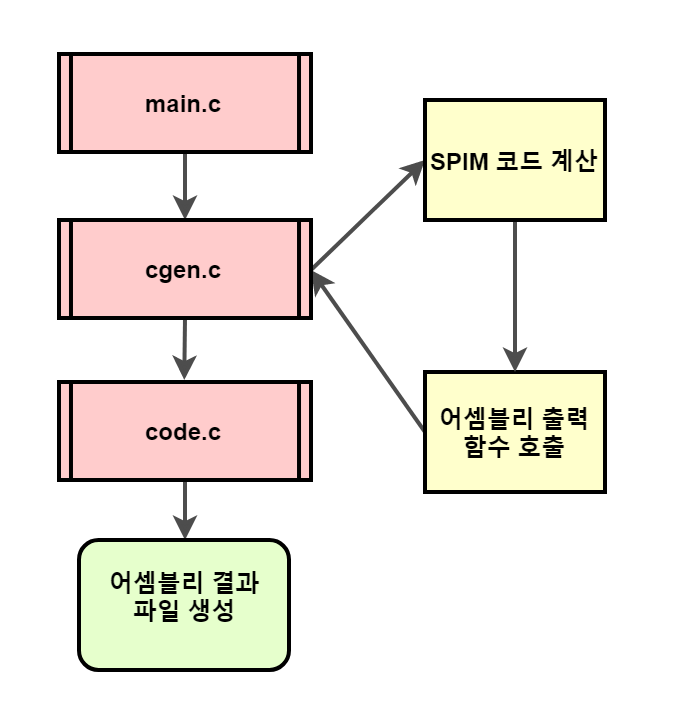 main.c
SPIM 코드 계산
cgen.c
어셈블리 출력
함수 호출
code.c
어셈블리 결과
파일 생성